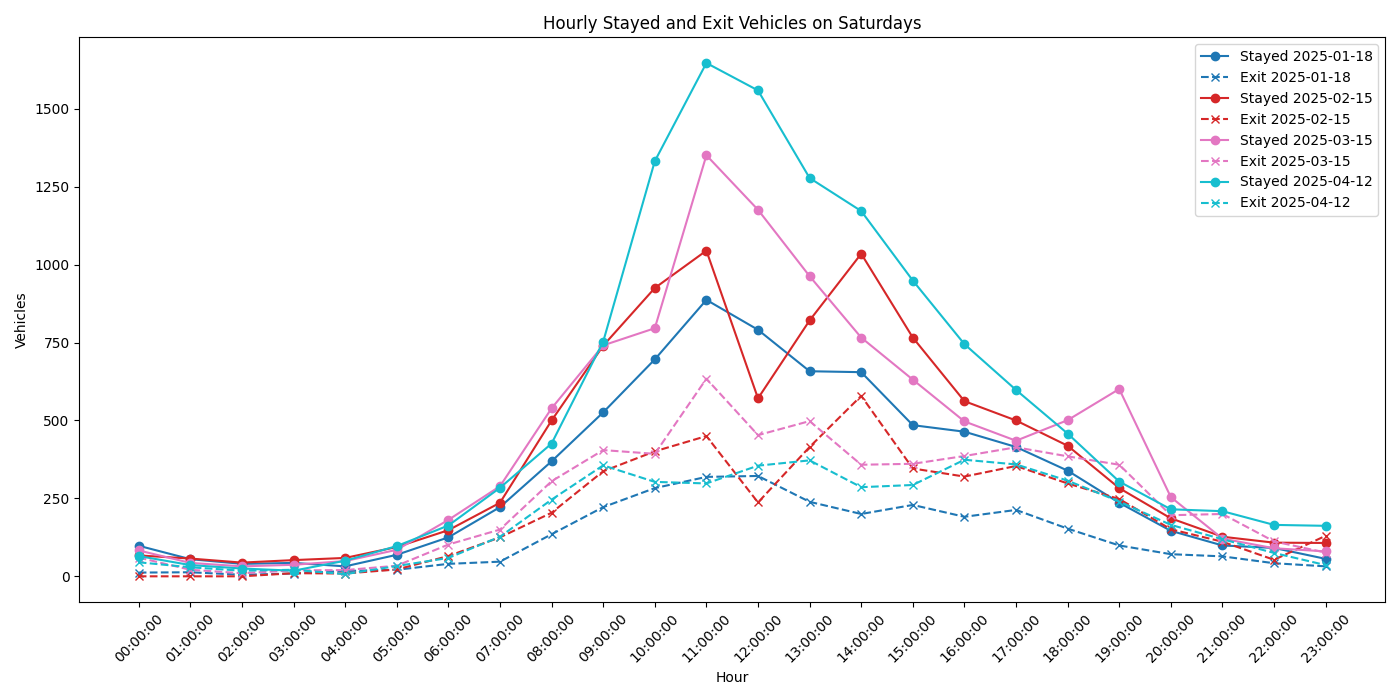 Hourly Stayed and Exit Vehicles on Saturdays
Stayed 2025-01-18
Exit 2025-01-18
Stayed 2025-02-15
Exit 2025-02-15
Stayed 2025-03-15
Exit 2025-03-15
Stayed 2025-04-12
Exit 2025-04-12
Vehicles
1500
1250
1000
750
500
250
0
00:00:00
01:00:00
02:00:00
03:00:00
04:00:00
05:00:00
06:00:00
07:00:00
08:00:00
09:00:00
10:00:00
11:00:00
12:00:00
13:00:00
14:00:00
15:00:00
16:00:00
17:00:00
18:00:00
19:00:00
20:00:00
21:00:00
22:00:00
23:00:00
Hour